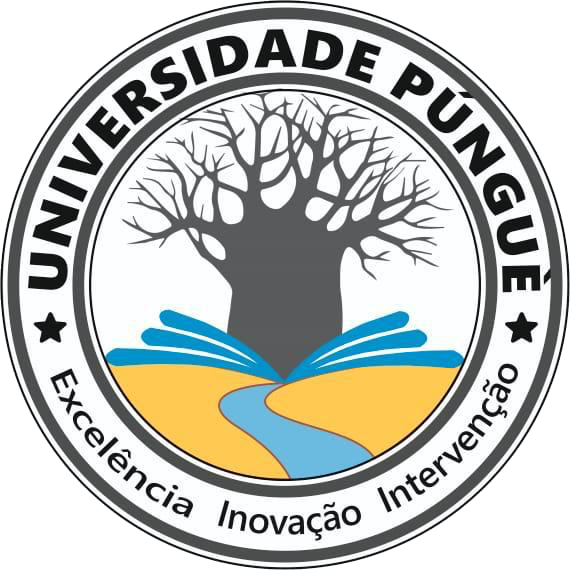 UNIVERSIDADE PÚNGUÈ
Excelência Inovação Intervenção